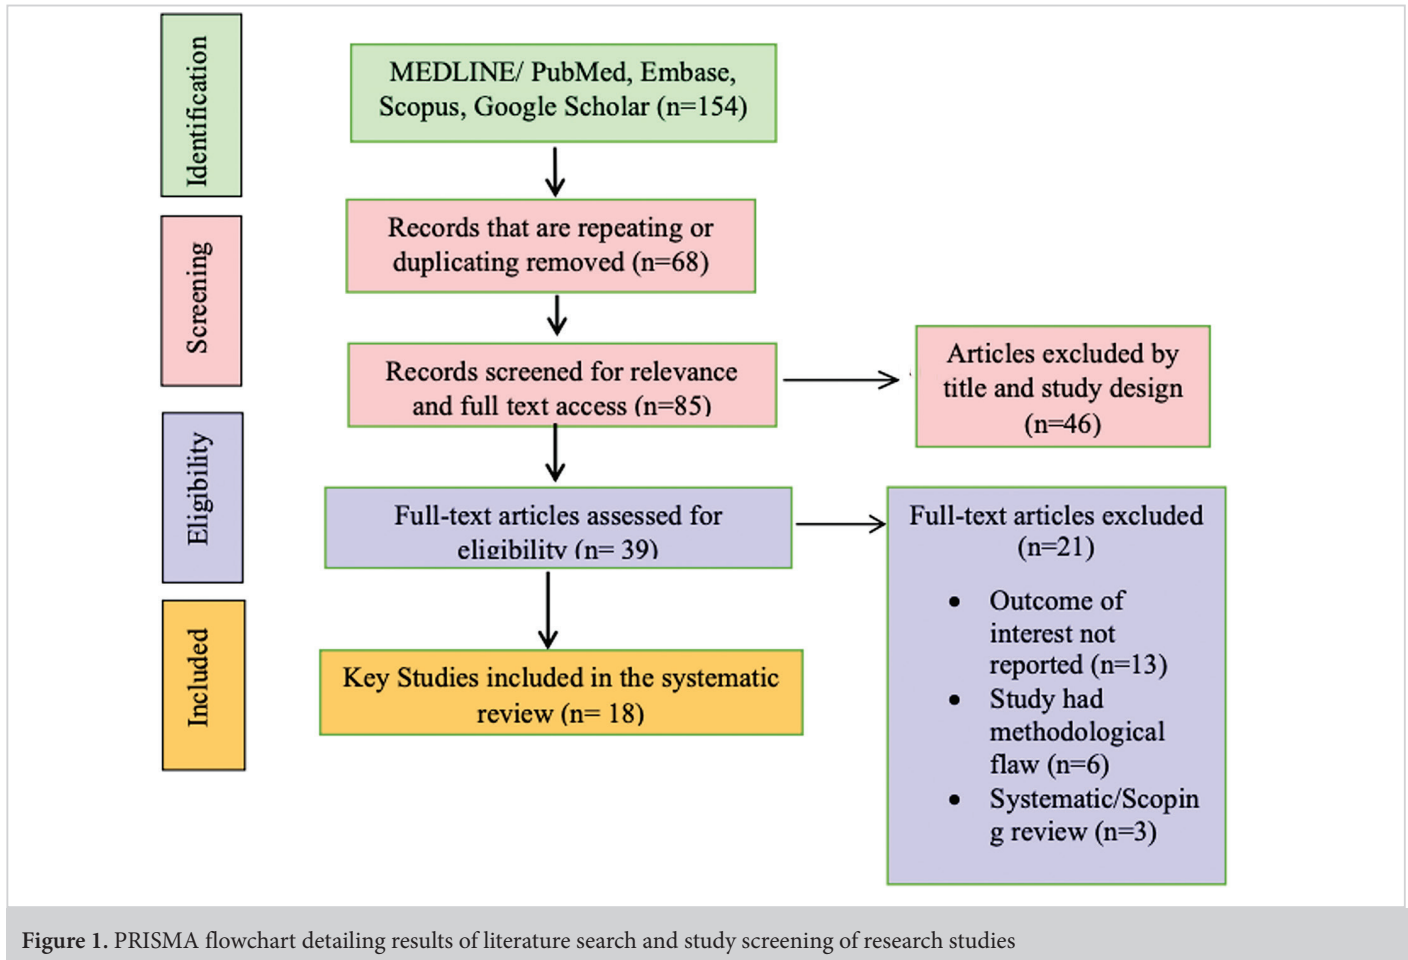 Identification
MEDLINE/ PubMed, Embase,
Scopus, Google Scholar (n=154)
Screening
Records that are repeating or
duplicating removed (n=68)
Records screened for relevance
and full text access (n=85)
Articles excluded by
title and study design
(n=46)
Eligibility
Full-text articles assessed for
eligibility (n= 39)
Full-text articles excluded
(n=21)
• Outcome of
interest not
reported (n=13)
• Study had
methodological
flaw (n=6)
• Systematic/Scopin
g review (n=3)
Included
Key Studies included in the systematic
review (n= 18)
Figure 1. PRISMA flowchart detailing results of literature search and study screening of research studies